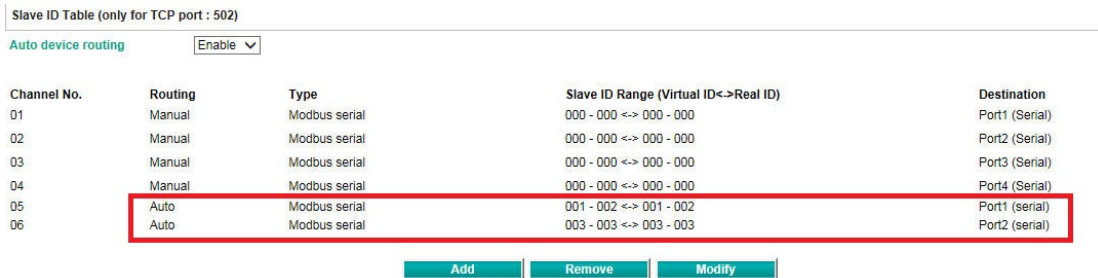 Slave ID Table (only for TCP port : 502)
Auto device routing Enable
Channel No. Routing Type Slave ID Range (Virtual ID<->Real ID) Destination
01 Manual Modbus serial 000 - 000 <-> 000 - 000 Port1 (Serial)
02 Manual Modbus serial 000 - 000 <-> 000 - 000 Port2 (Serial)
03 Manual Modbus serial 000 - 000 <-> 000 - 000 Port3 (Serial)
04 Manual Modbus serial 000 - 000 <-> 000 - 000 Port4 (Serial)
05 Auto Modbus serial 001 - 002 <-> 001 - 002 Port1 (serial)
06 Auto Modbus serial 003 - 003 <-> 003 - 003 Port2 (serial)
Add Remove Modify